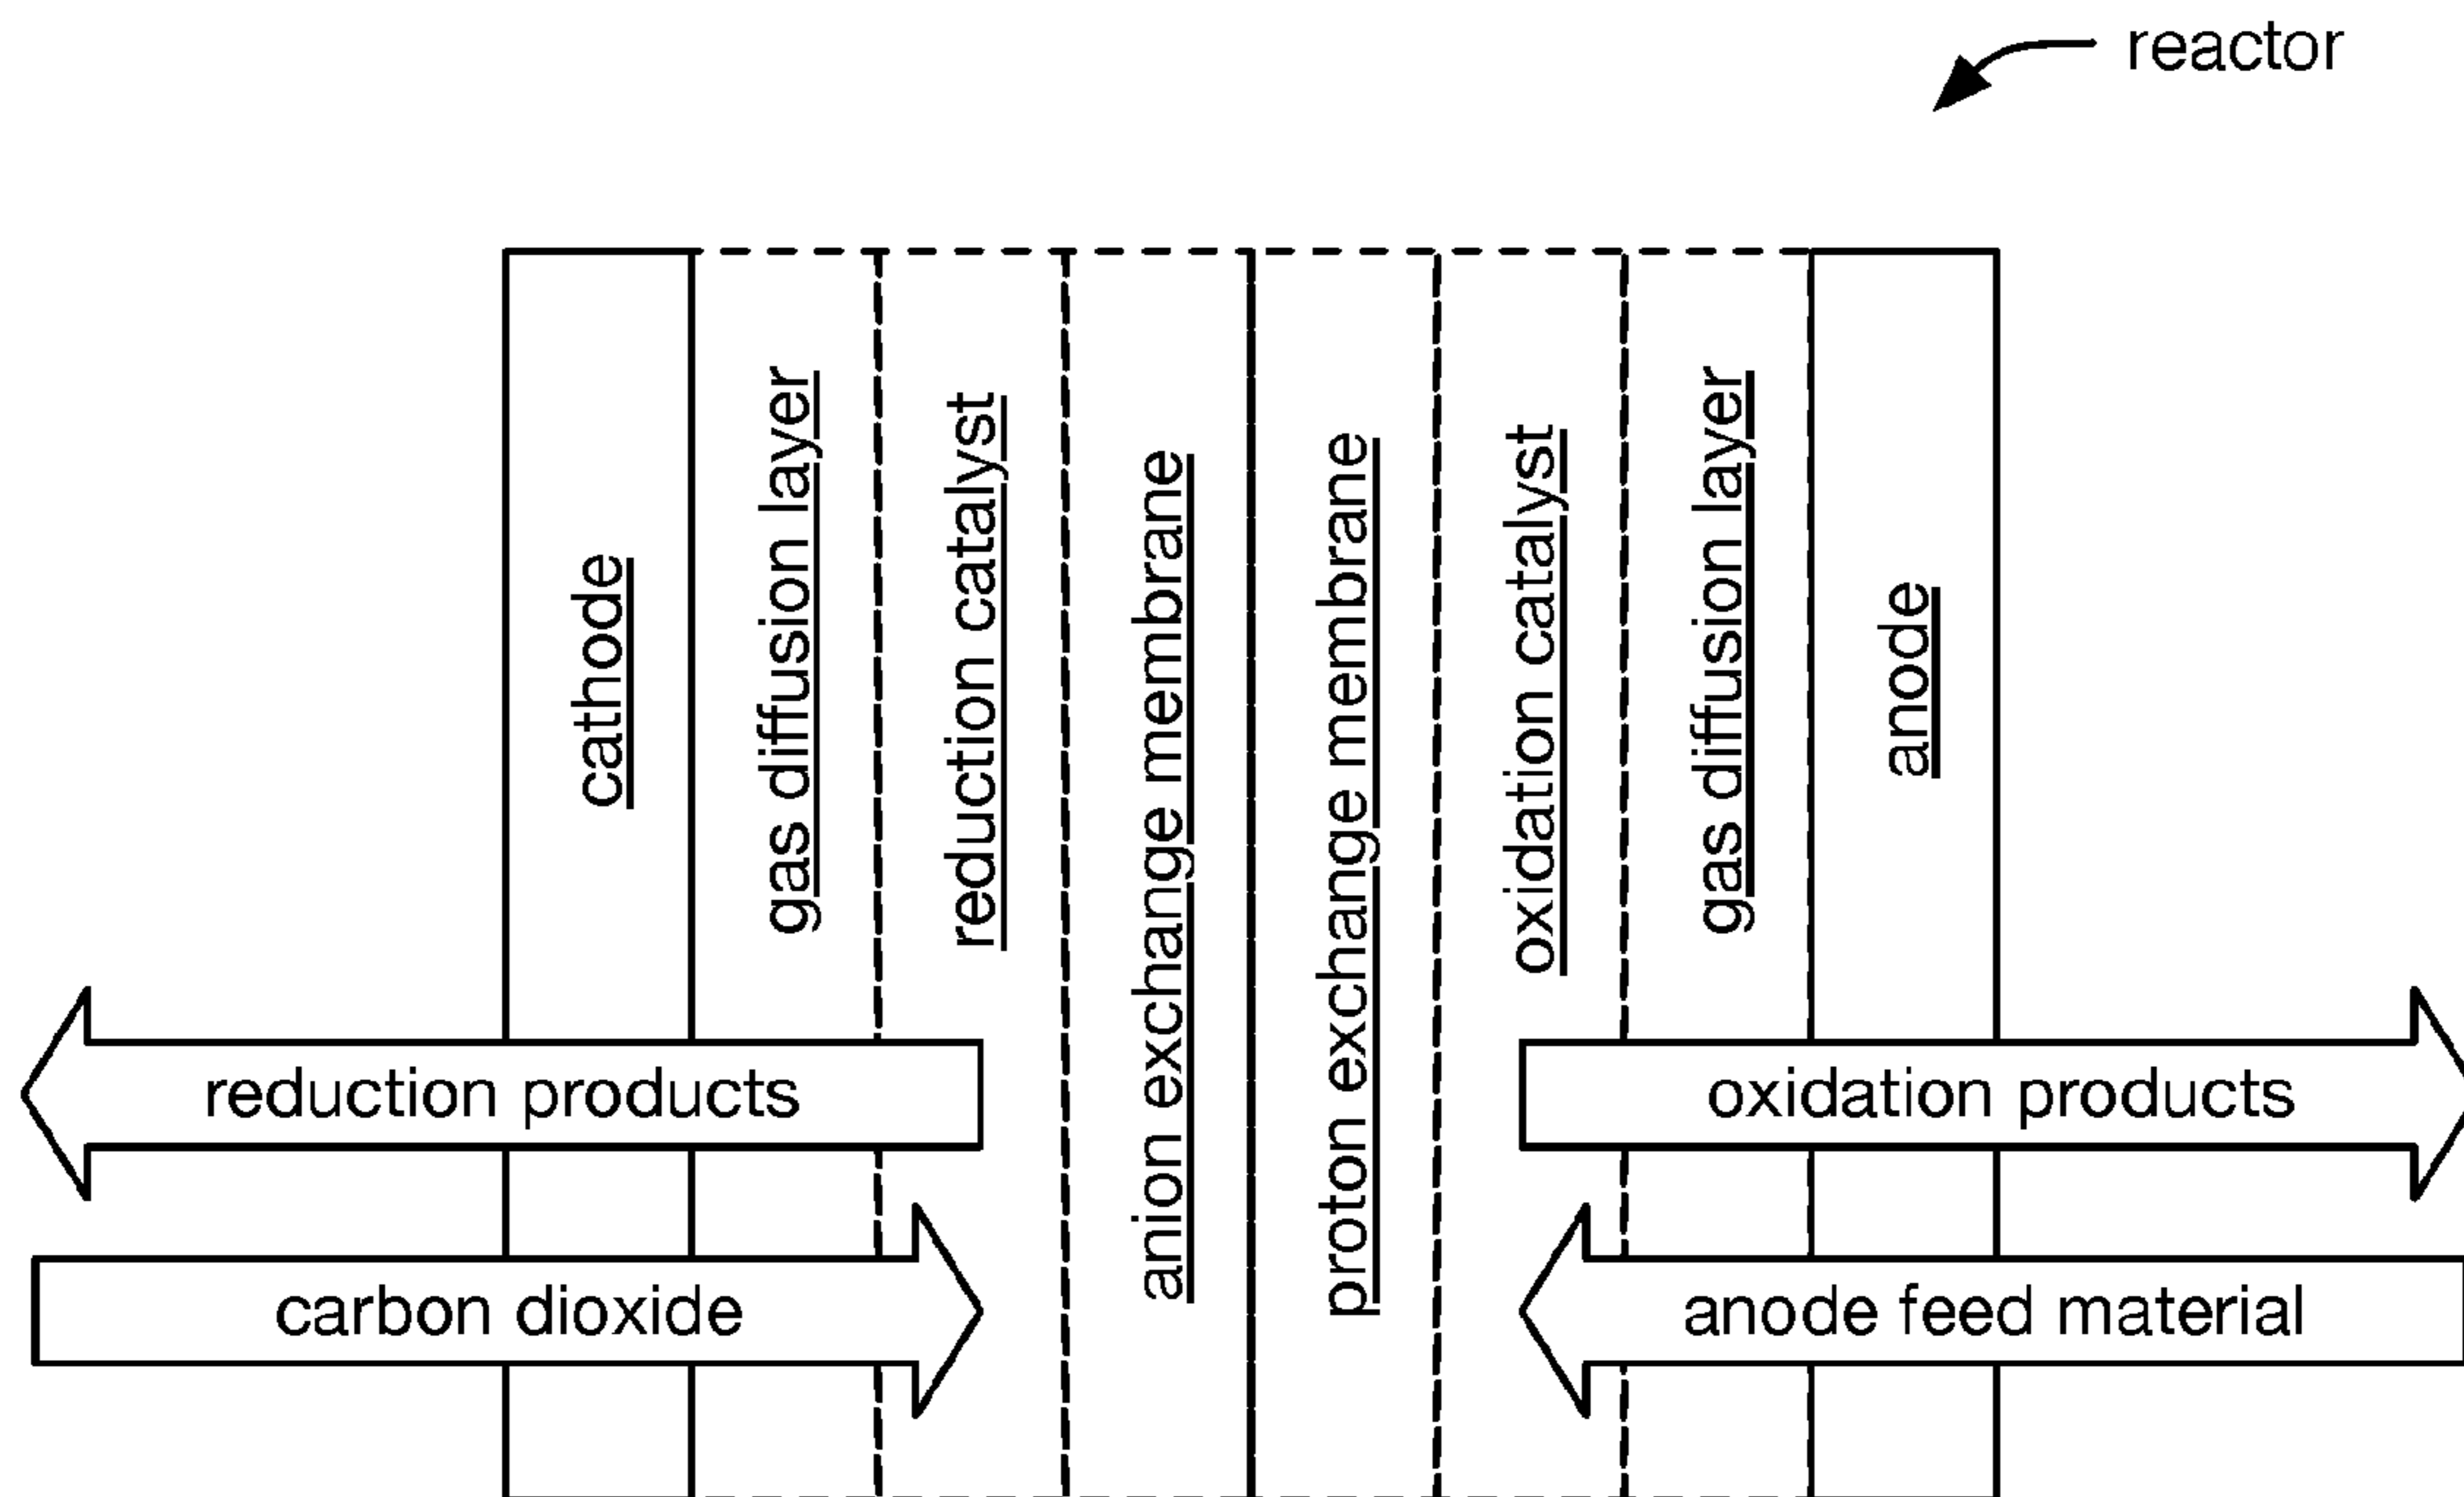 reactor
cathode
gas diffusion layer
reduction catalyst
anion exchange membrane
proton exchange membrane
oxidation catalyst
gas diffusion layer
anode
reduction products
oxidation products
carbon dioxide
anode feed material